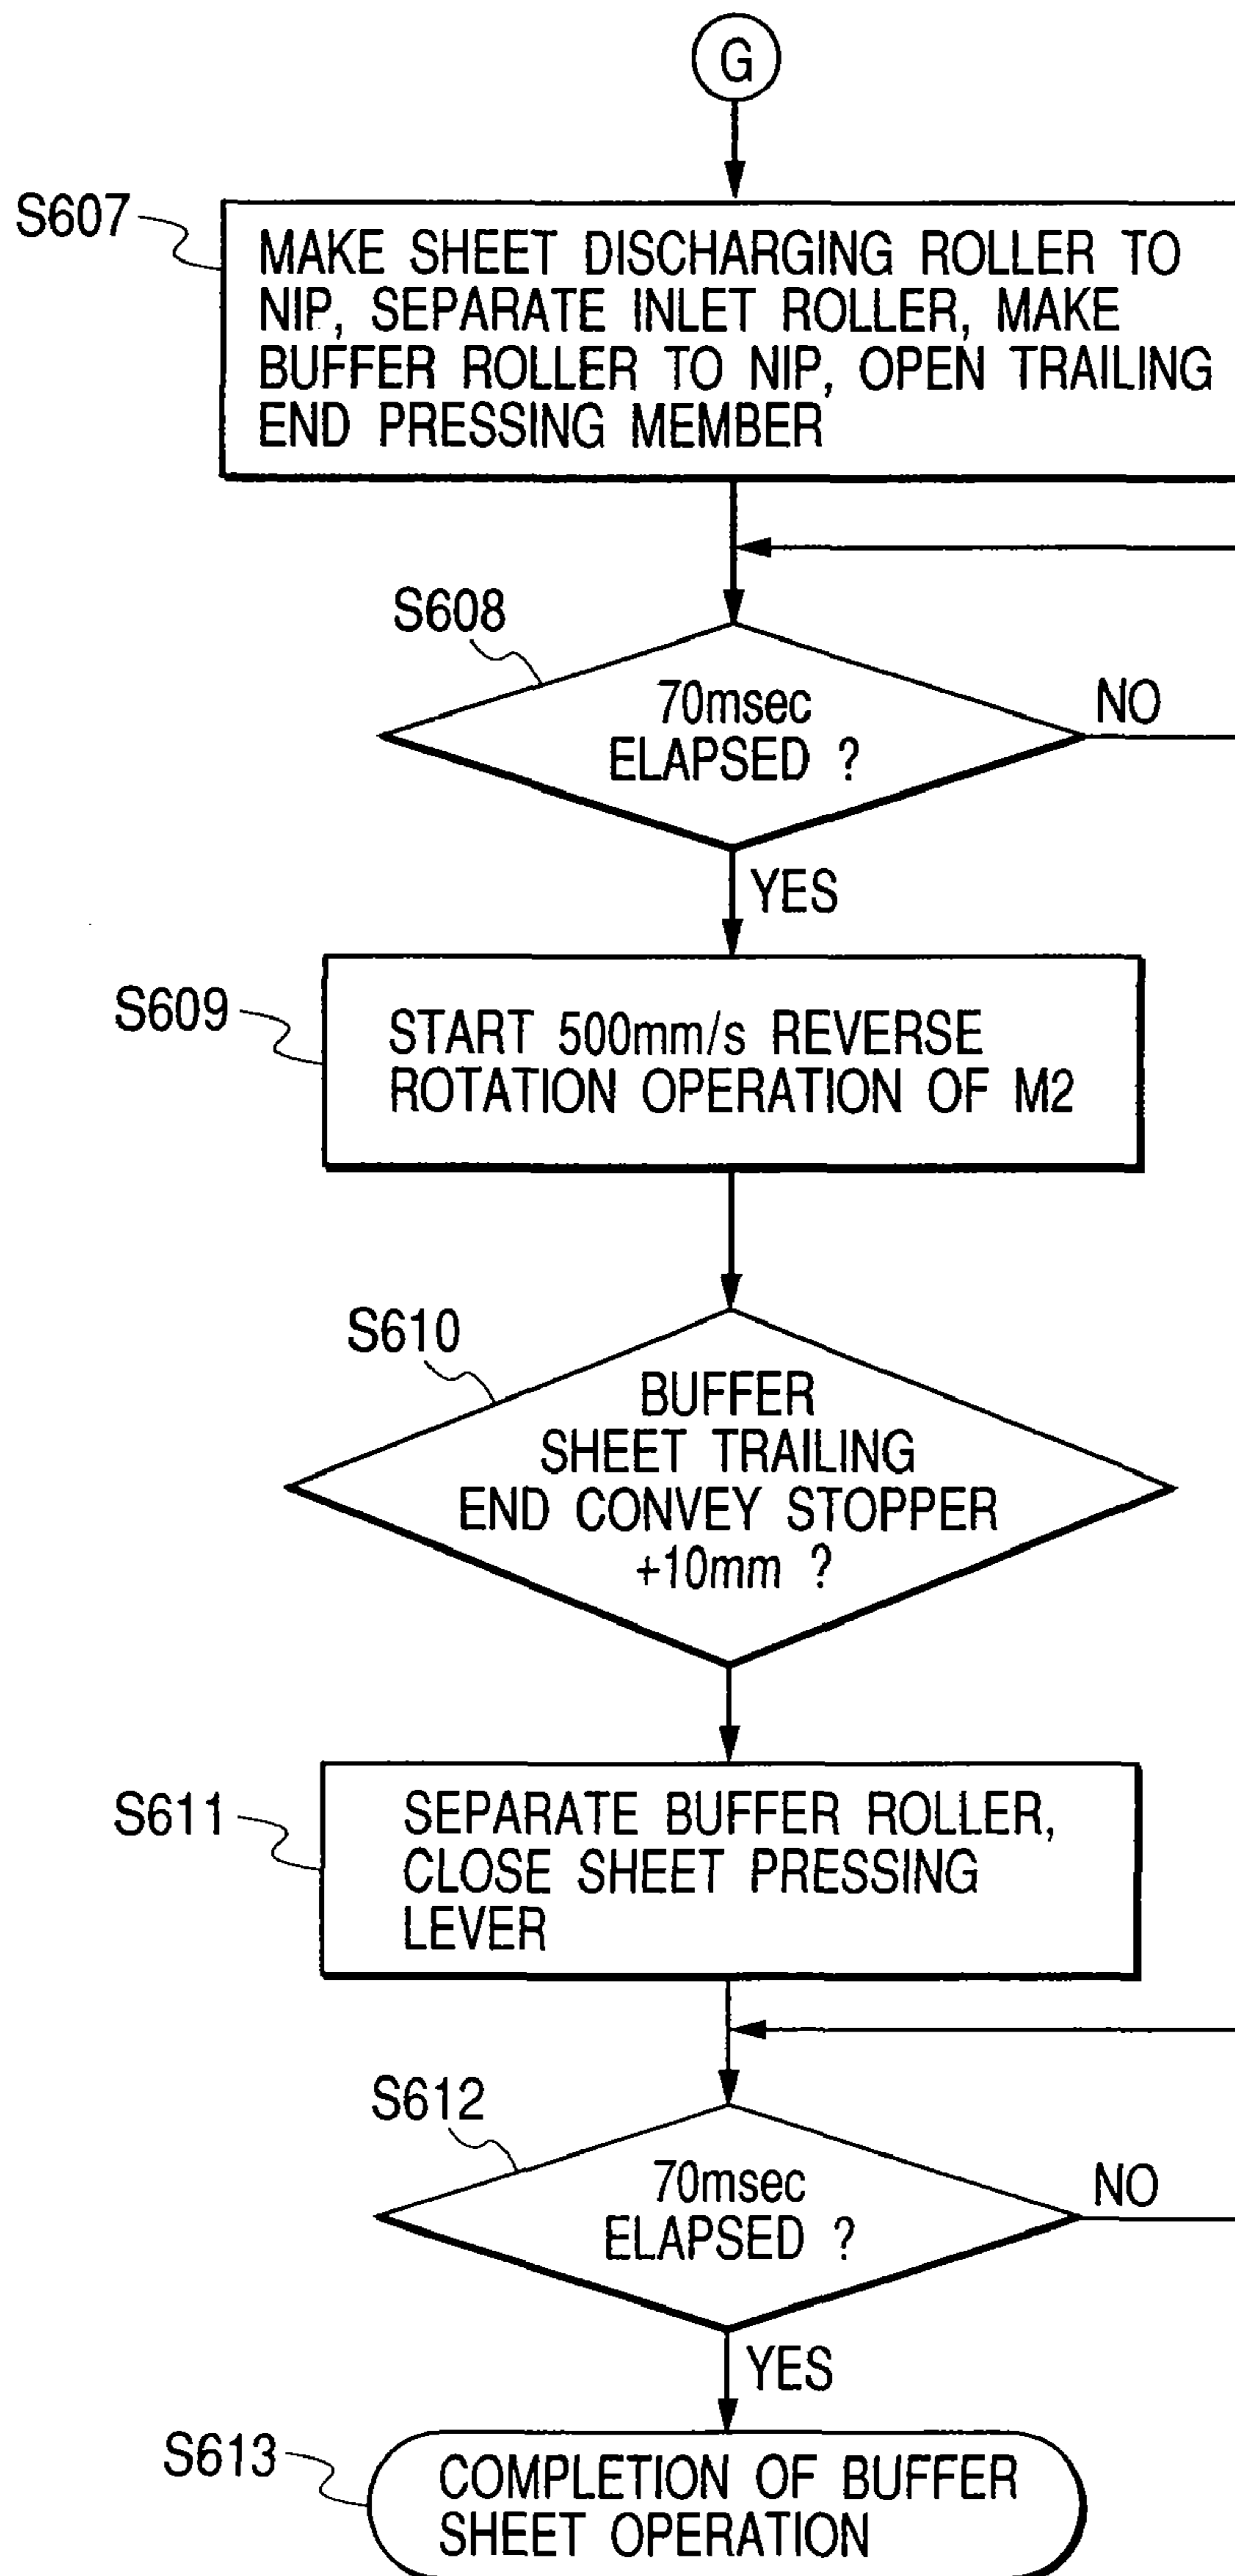 G
S607
MAKE SHEET DISCHARGING ROLLER TO
NIP, SEPARATE INLET ROLLER, MAKE
BUFFER ROLLER TO NIP, OPEN TRAILING
END PRESSING MEMBER
S608
70msec
ELAPSED ?
NO
YES
S609
START 500mm/s REVERSE
ROTATION OPERATION OF M2
S610
BUFFER
SHEET TRAILING
END CONVEY STOPPER
+10mm ?
S611
SEPARATE BUFFER ROLLER,
CLOSE SHEET PRESSING
LEVER
S612
70msec
ELAPSED ?
NO
YES
S613
COMPLETION OF BUFFER
SHEET OPERATION